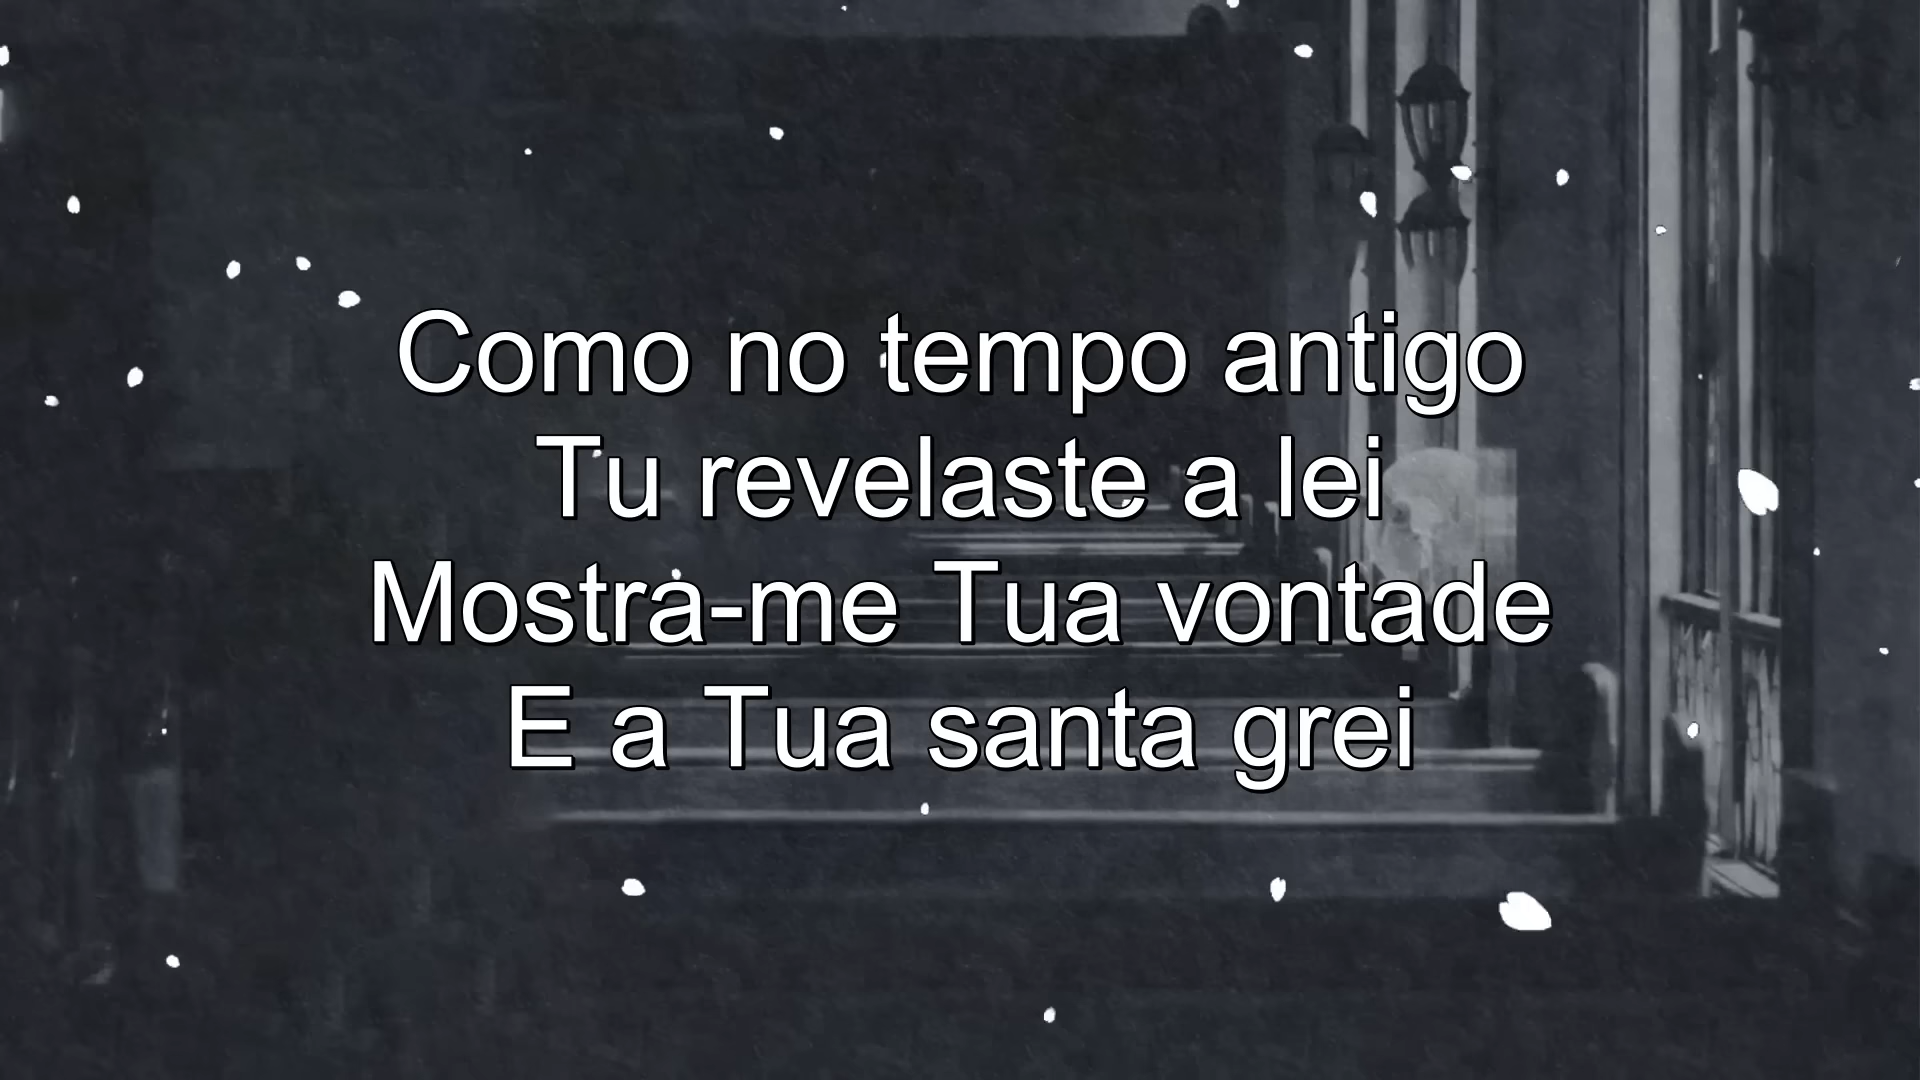 Como no tempo antigo
Tu revelaste a lei
Mostra-me Tua vontade
E a Tua santa grei